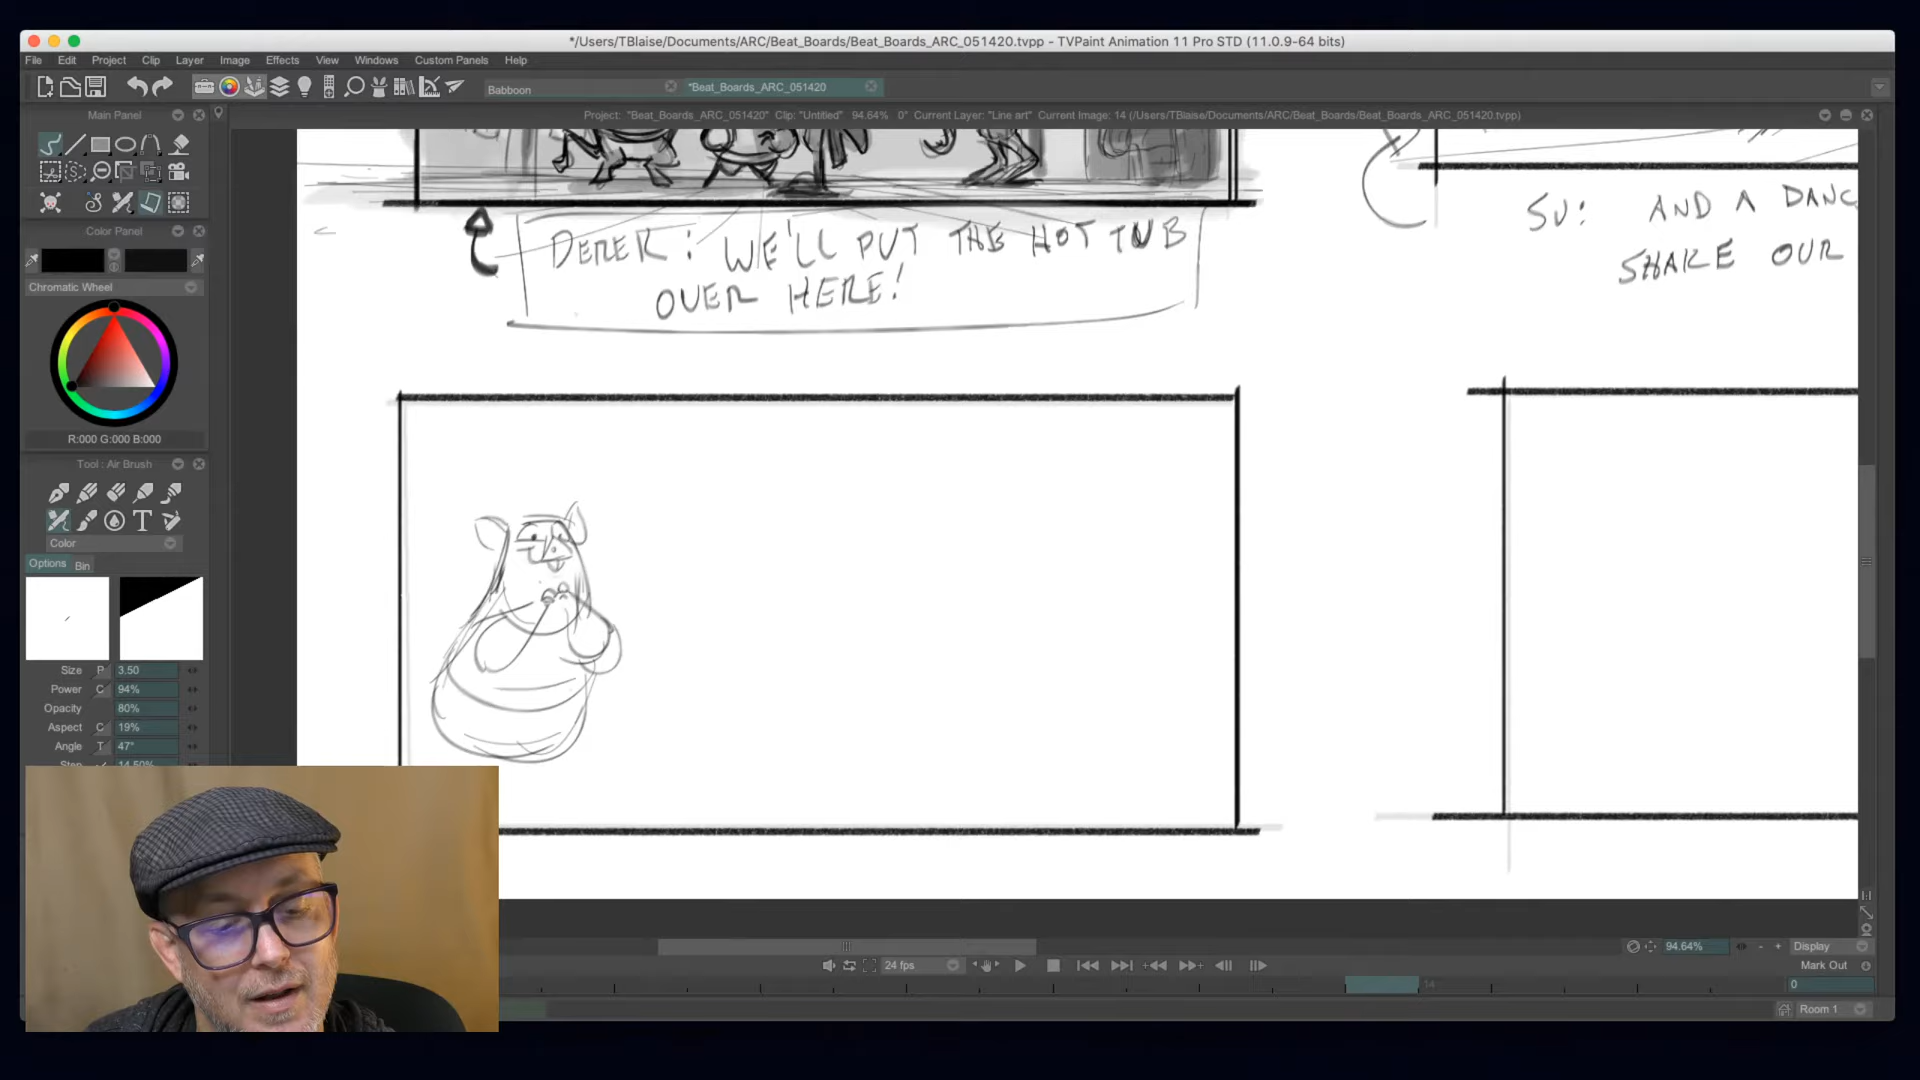 */Users/TBlaise/Documents/ARC/Beat_Boards/Beat_Boards_ARC_051420.tvpp - TVPaint Animation 11 Pro STD (11.0.9-64 bits)
File Edit Project Clip Layer Image Effects View Windows Custom Panels Help
Babboon *Beat_Boards_ARC_051420
Main Panel
Project: "Beat_Boards_ARC_051420" Clip: "Untitled" 94.64% 0° Current Layer: "Line art" Current Image: 14 (/Users/TBlaise/Documents/ARC/Beat_Boards/Beat_Boards_ARC_051420.tvpp)
Color Panel
Chromatic Wheel
R:000 G:000 B:000
Tool : Air Brush
Color
Options Bin
Size P 3.50
Power C 94%
Opacity 80%
Aspect C 19%
Angle T 47°
Step 14.50%
DEREK: WE'LL PUT THE HOT TUB
OVER HERE!
SU: AND A DANC
SHAKE OUR
94.64% - + Display
24 fps
Mark Out
14 0
Room 1